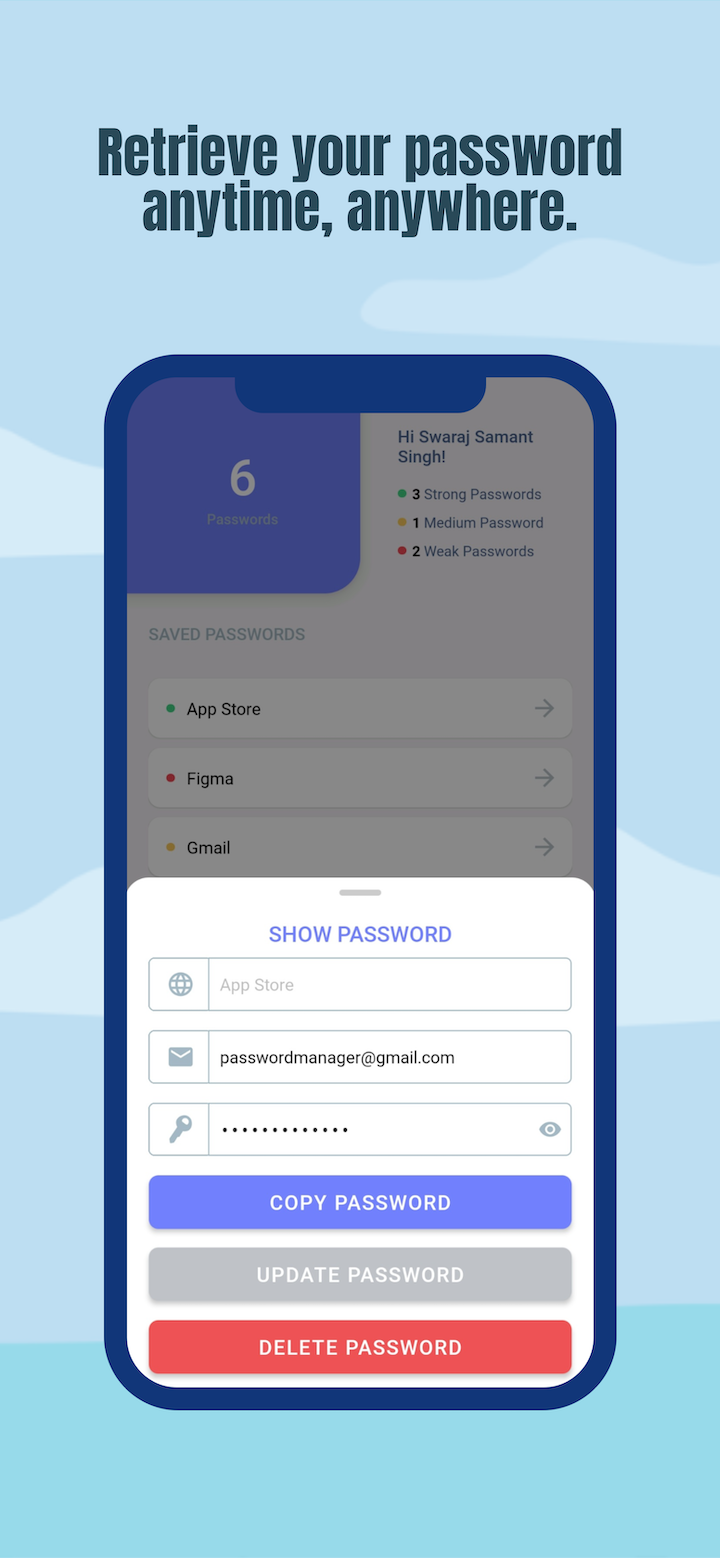 Retrieve your password
anytime, anywhere.
6
Passwords
Hi Swaraj Samant
Singh!
3 Strong Passwords
1 Medium Password
2 Weak Passwords
SAVED PASSWORDS
App Store
Figma
Gmail
SHOW PASSWORD
App Store
passwordmanager@gmail.com
•••••••••••••
COPY PASSWORD
UPDATE PASSWORD
DELETE PASSWORD